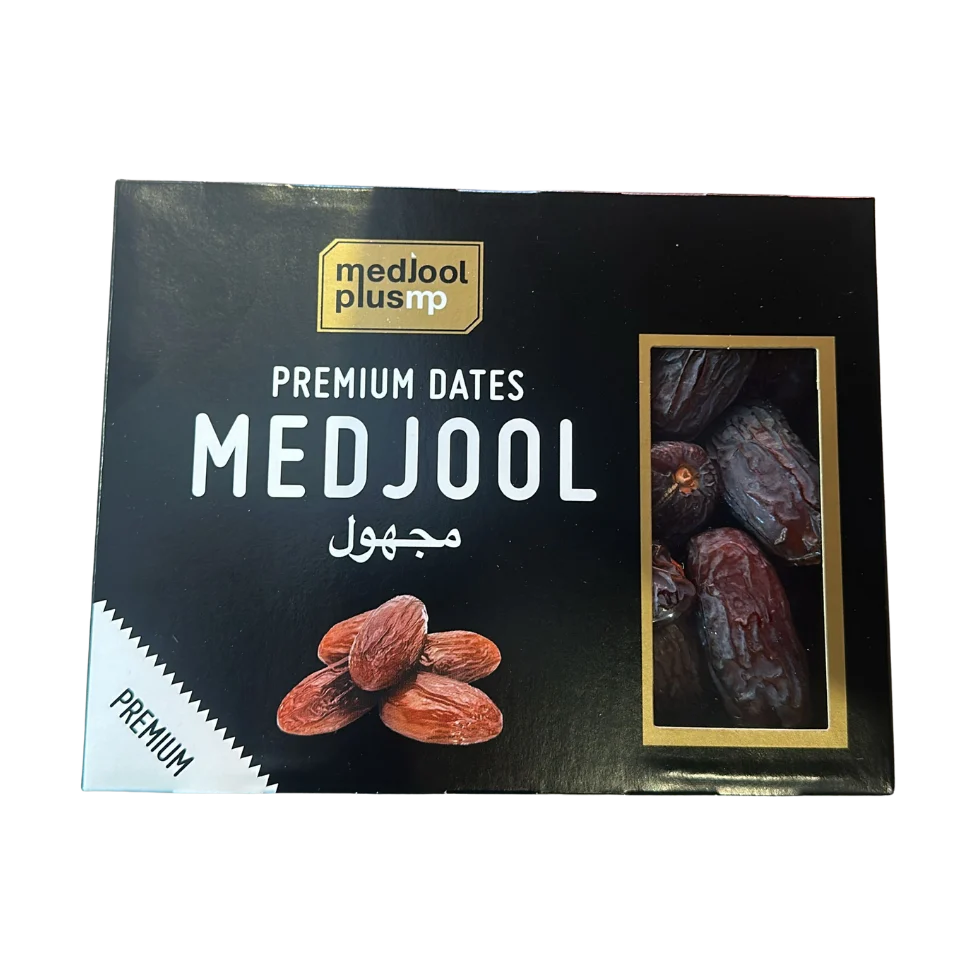 medjool
plusmp
PREMIUM DATES
MEDJOOL
مجهول
PREMIUM